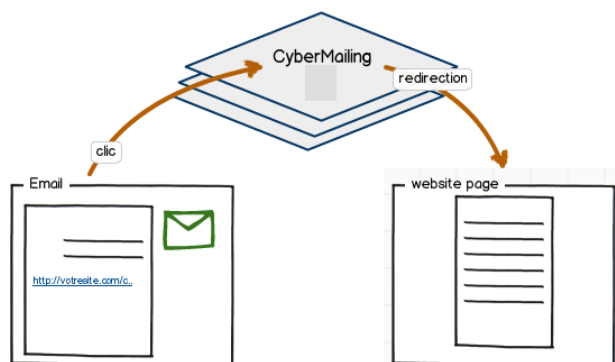 CyberMailing
redirection
clic
Email
http://votresite.com/c..
website page